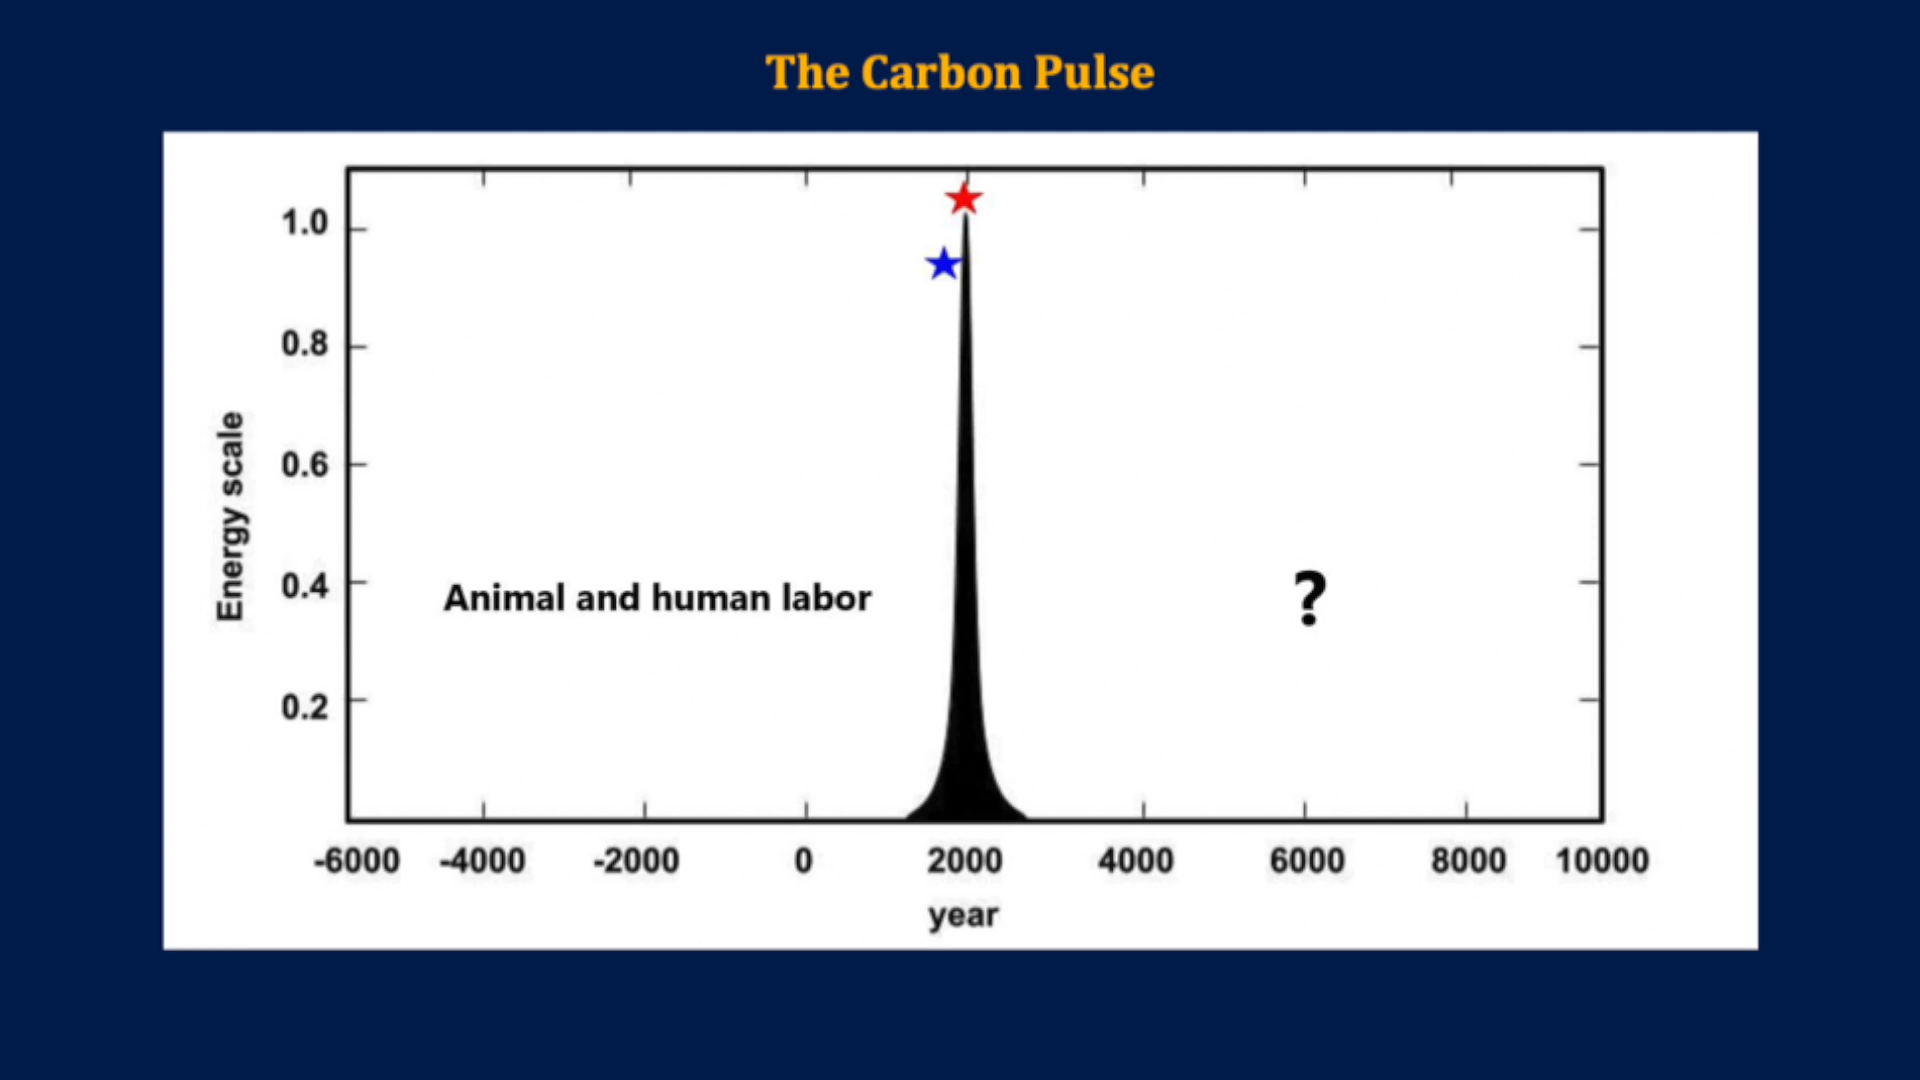 The Carbon Pulse
1.0
0.8
0.6
0.4
0.2
Energy scale
Animal and human labor
?
-6000 -4000 -2000 0 2000 4000 6000 8000 10000
year